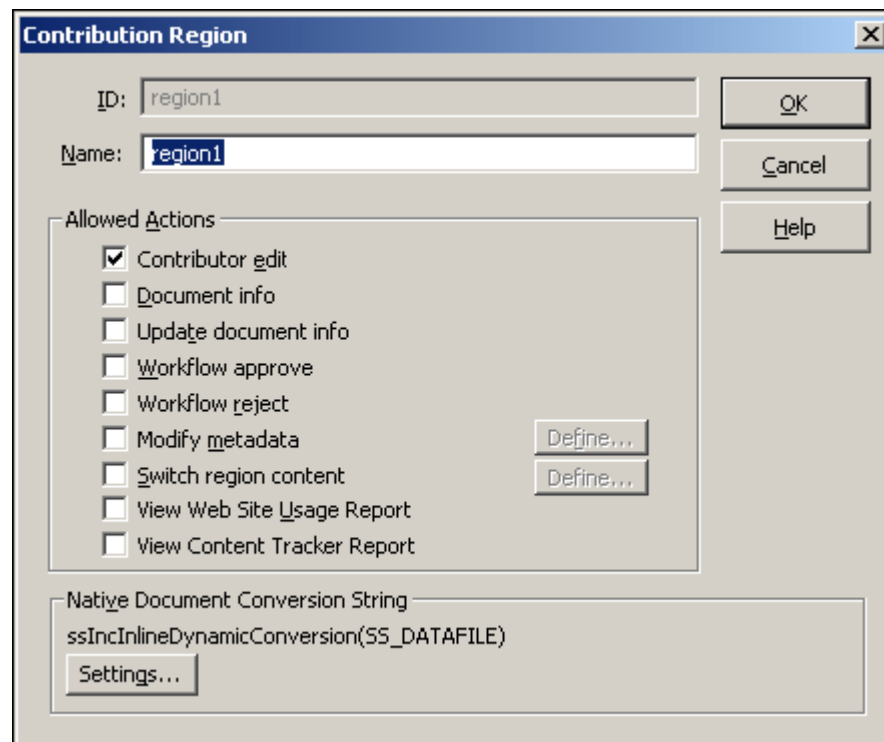 Contribution Region
ID: region1
OK
Name: region1
Cancel
Help
Allowed Actions
Contributor edit
Document info
Update document info
Workflow approve
Workflow reject
Modify metadata Define...
Switch region content Define...
View Web Site Usage Report
View Content Tracker Report
Native Document Conversion String
ssIncInlineDynamicConversion(SS_DATAFILE)
Settings...